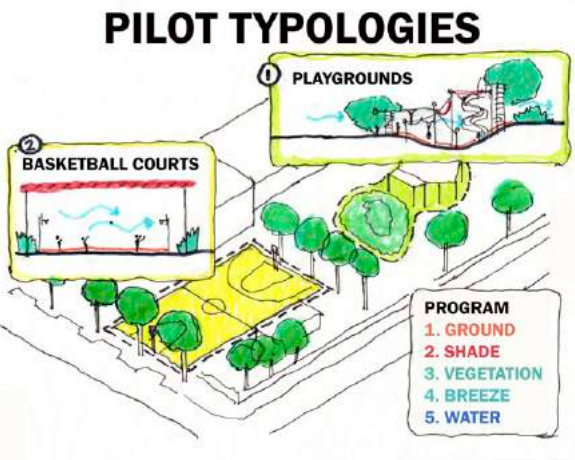 PILOT TYPOLOGIES
1 PLAYGROUNDS
2
BASKETBALL COURTS
PROGRAM
1. GROUND
2. SHADE
3. VEGETATION
4. BREEZE
5. WATER